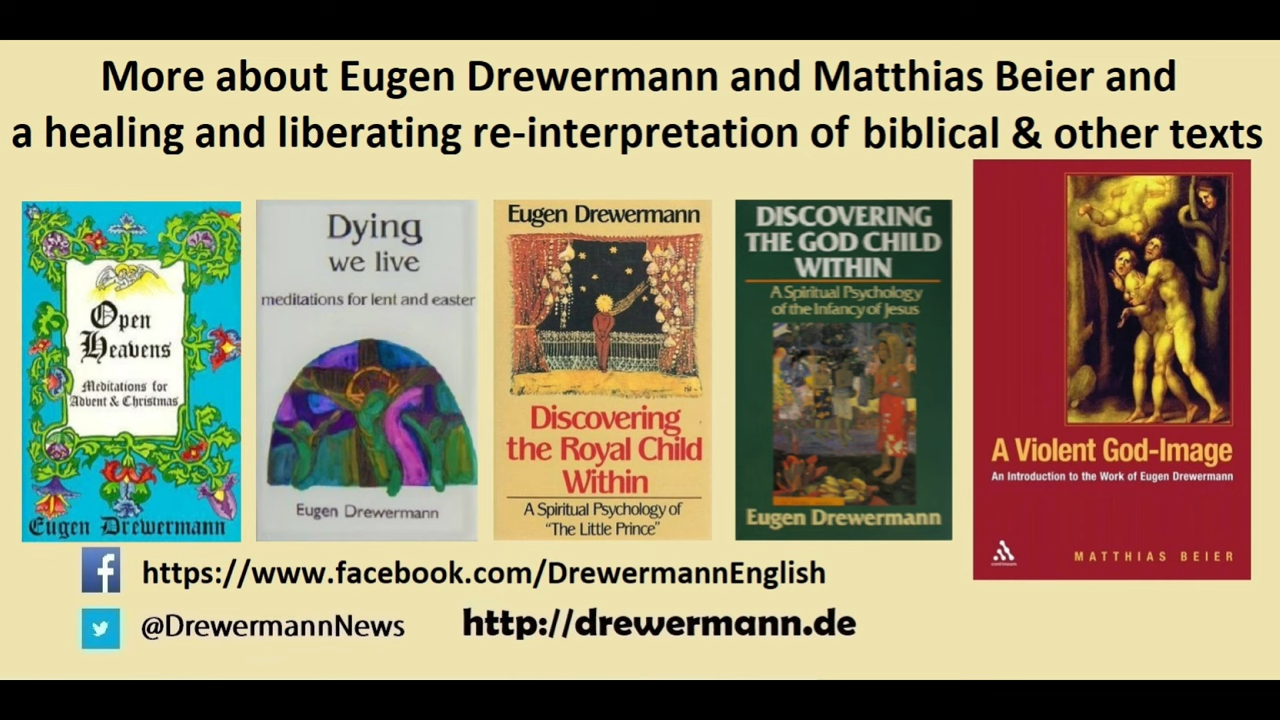 More about Eugen Drewermann and Matthias Beier and
a healing and liberating re-interpretation of biblical & other texts
Open
Heavens
Meditations for
Advent & Christmas
Eugen Drewermann
Dying
we live
meditations for lent and easter
Eugen Drewermann
Eugen Drewermann
Discovering
the Royal Child
Within
A Spiritual Psychology of
"The Little Prince"
DISCOVERING
THE GOD CHILD
WITHIN
A Spiritual Psychology
of the Infancy of Jesus
Eugen Drewermann
A Violent God-Image
An Introduction to the Work of Eugen Drewermann
continuum
MATTHIAS BEIER
https://www.facebook.com/DrewermannEnglish
@DrewermannNews
http://drewermann.de